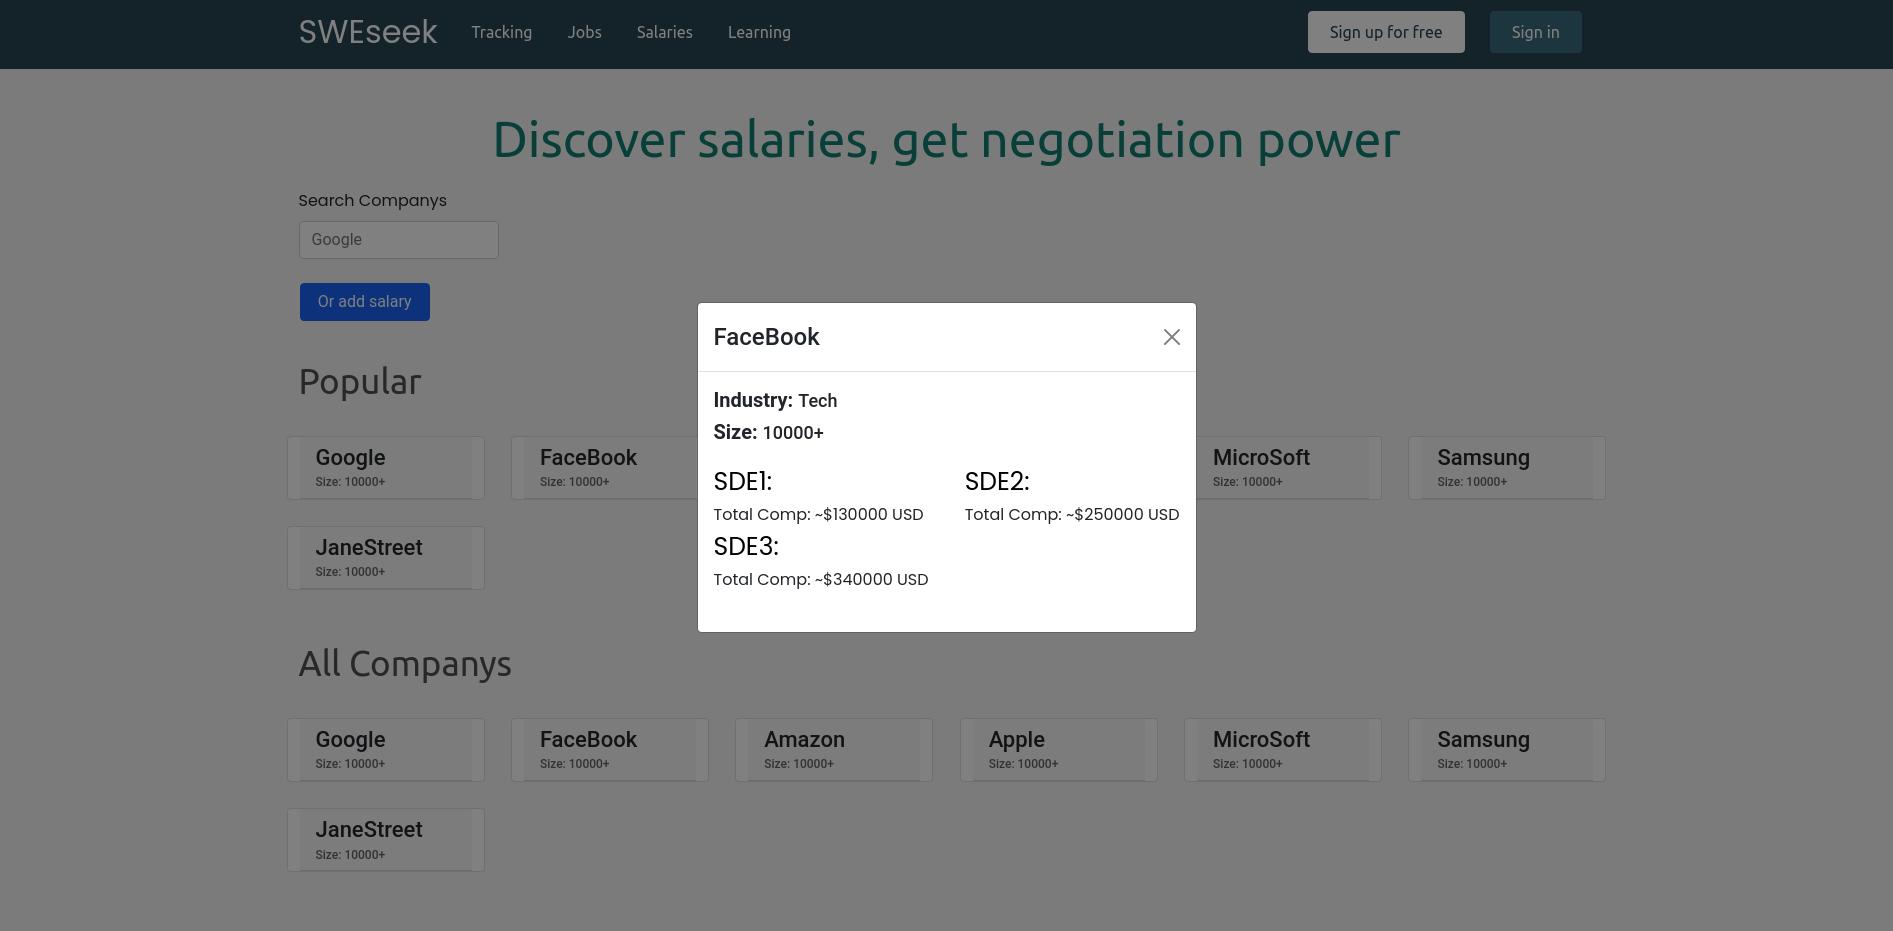 SWEseek Tracking Jobs Salaries Learning Sign up for free Sign in
Discover salaries, get negotiation power
Search Companys
Google
Or add salary
FaceBook
Industry: Tech
Size: 10000+
SDE1:
Total Comp: ~$130000 USD
SDE2:
Total Comp: ~$250000 USD
SDE3:
Total Comp: ~$340000 USD
Popular
Google
Size: 10000+
FaceBook
Size: 10000+
MicroSoft
Size: 10000+
Samsung
Size: 10000+
JaneStreet
Size: 10000+
All Companys
Google
Size: 10000+
FaceBook
Size: 10000+
Amazon
Size: 10000+
Apple
Size: 10000+
MicroSoft
Size: 10000+
Samsung
Size: 10000+
JaneStreet
Size: 10000+